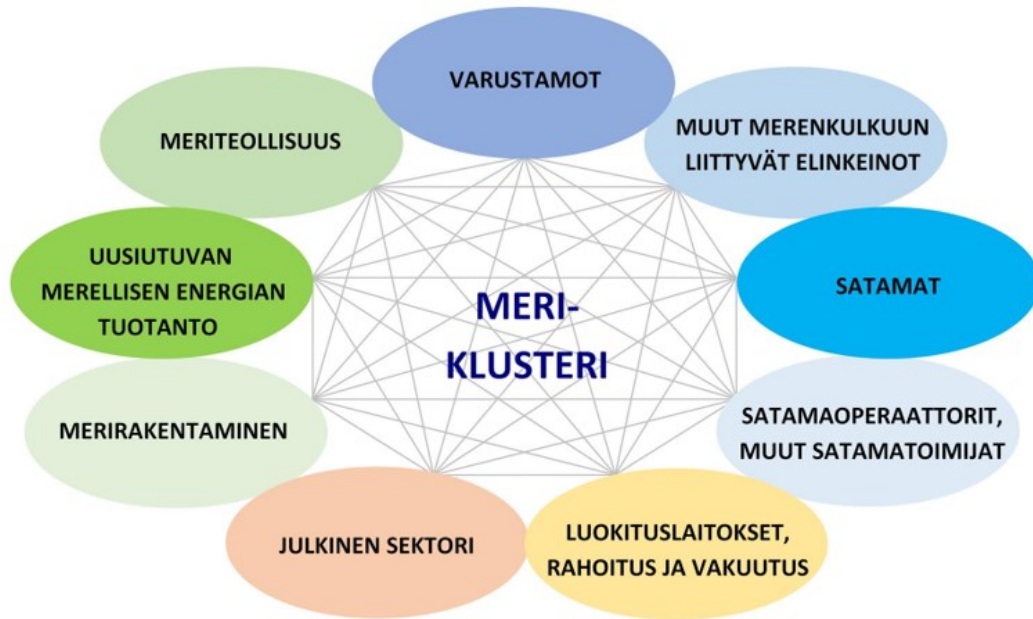 VARUSTAMOT
MUUT MERENKULKUUN
LIITTYVÄT ELINKEINOT
SATAMAT
SATAMAOPERAATTORIT,
MUUT SATAMATOIMIJAT
LUOKITUSLAITOKSET,
RAHOITUS JA VAKUUTUS
JULKINEN SEKTORI
MERIRAKENTAMINEN
UUSIUTUVAN
MERELLISEN ENERGIAN
TUOTANTO
MERITEOLLISUUS
MERI-
KLUSTERI